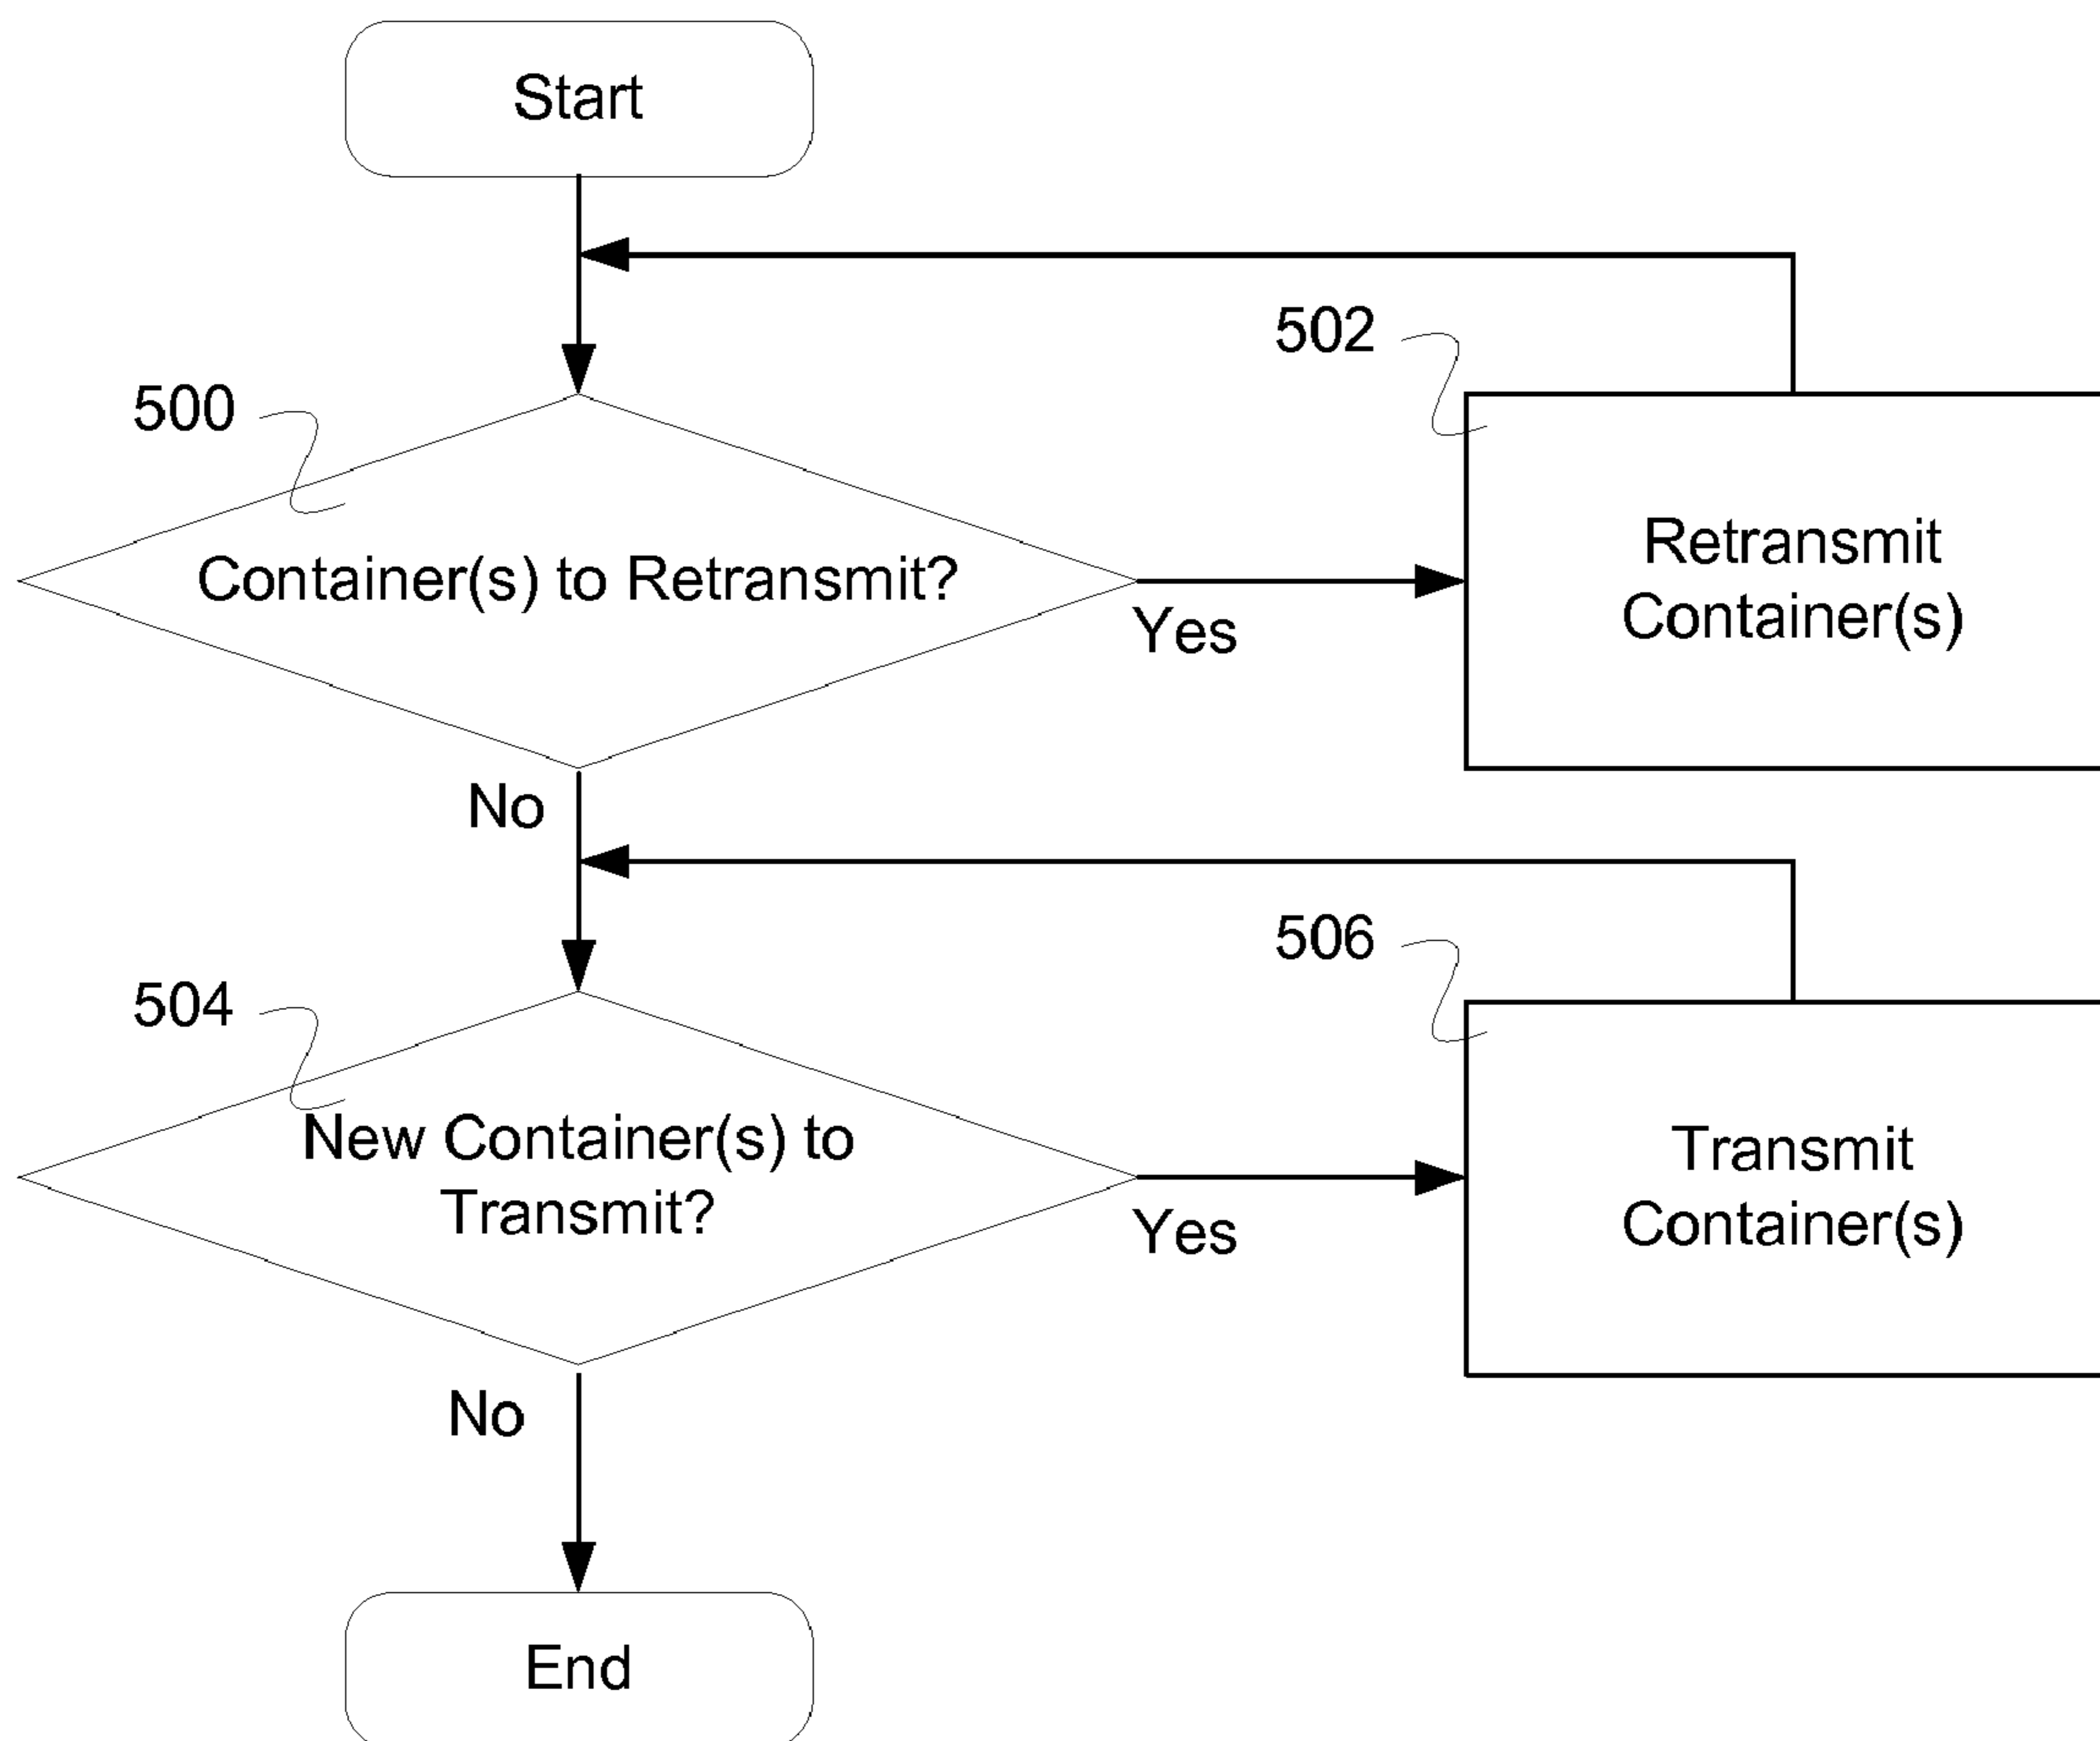 Start
502
500
Retransmit
Container(s)
Container(s) to Retransmit?
Yes
No
506
504
New Container(s) to
Transmit?
Transmit
Container(s)
Yes
No
End